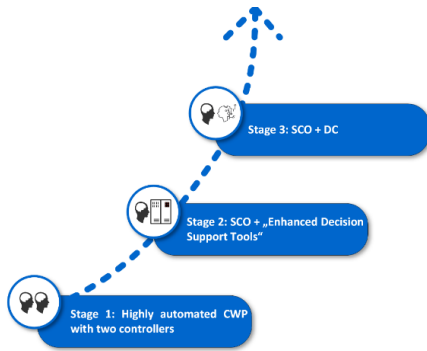 Stage 3: SCO + DC
Stage 2: SCO + „Enhanced Decision
Support Tools“
Stage 1: Highly automated CWP
with two controllers